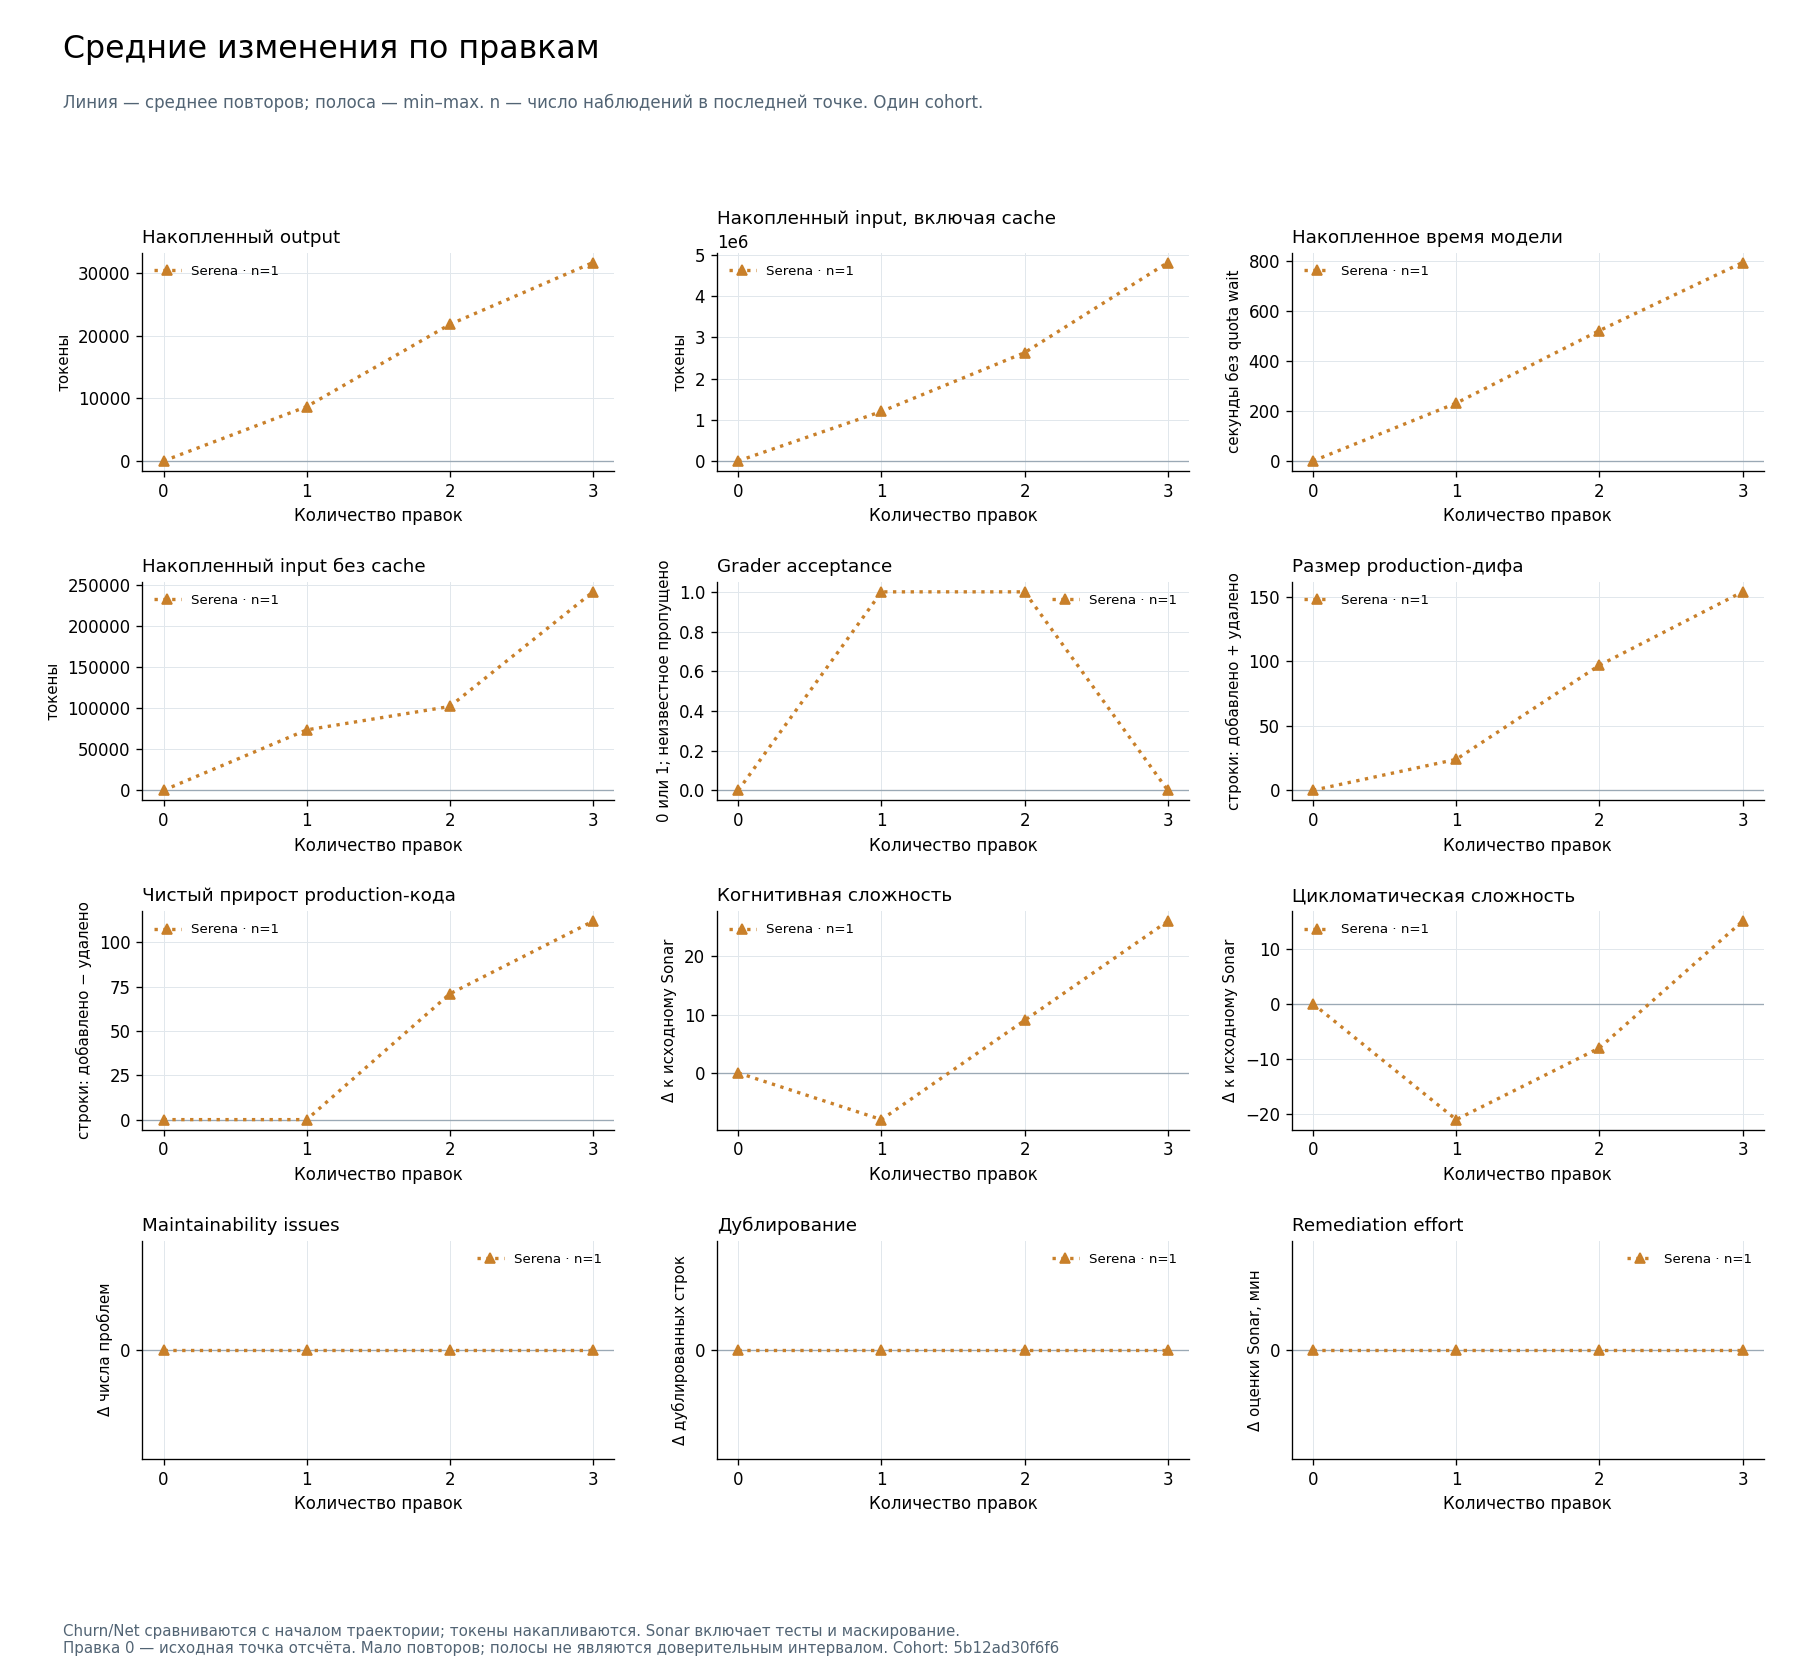 Средние изменения по правкам
Линия — среднее повторов; полоса — min–max. n — число наблюдений в последней точке. Один cohort.
Накопленный output
токены
30000
20000
10000
0
Serena · n=1
0 1 2 3
Количество правок
Накопленный input, включая cache
1e6
токены
5
4
3
2
1
0
Serena · n=1
0 1 2 3
Количество правок
Накопленное время модели
секунды без quota wait
800
600
400
200
0
Serena · n=1
0 1 2 3
Количество правок
Накопленный input без cache
токены
250000
200000
150000
100000
50000
0
Serena · n=1
0 1 2 3
Количество правок
Grader acceptance
0 или 1; неизвестное пропущено
1.0
0.8
0.6
0.4
0.2
0.0
Serena · n=1
0 1 2 3
Количество правок
Размер production-дифа
строки: добавлено + удалено
150
100
50
0
Serena · n=1
0 1 2 3
Количество правок
Чистый прирост production-кода
строки: добавлено − удалено
100
75
50
25
0
Serena · n=1
0 1 2 3
Количество правок
Когнитивная сложность
Δ к исходному Sonar
20
10
0
Serena · n=1
0 1 2 3
Количество правок
Цикломатическая сложность
Δ к исходному Sonar
10
0
−10
−20
Serena · n=1
0 1 2 3
Количество правок
Maintainability issues
Δ числа проблем
0
Serena · n=1
0 1 2 3
Количество правок
Дублирование
Δ дублированных строк
0
Serena · n=1
0 1 2 3
Количество правок
Remediation effort
Δ оценки Sonar, мин
0
Serena · n=1
0 1 2 3
Количество правок
Churn/Net сравниваются с началом траектории; токены накапливаются. Sonar включает тесты и маскирование.
Правка 0 — исходная точка отсчёта. Мало повторов; полосы не являются доверительным интервалом. Cohort: 5b12ad30f6f6